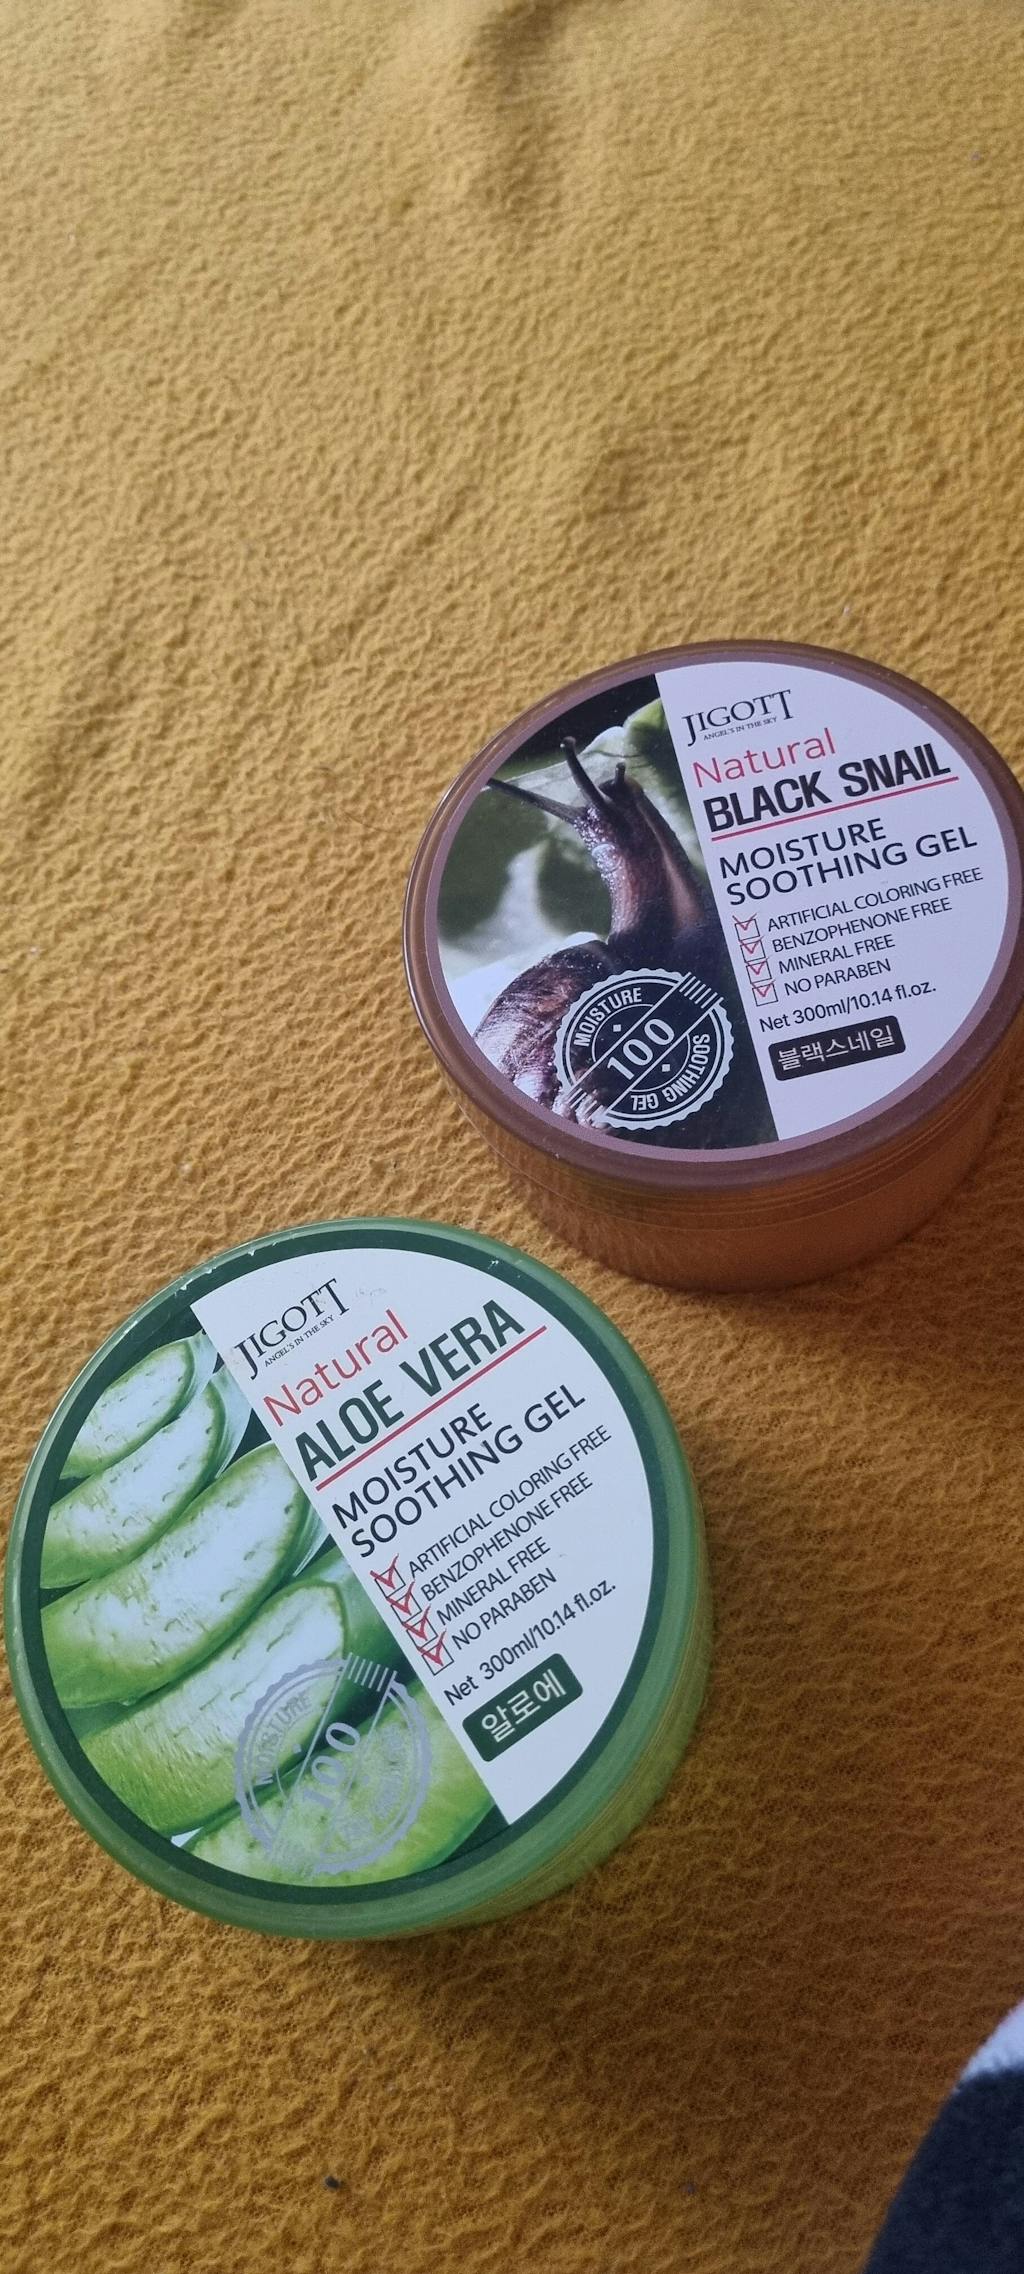 JIGOTT
ANGEL'S IN THE SKY
Natural
BLACK SNAIL
MOISTURE
SOOTHING GEL
ARTIFICIAL COLORING FREE
BENZOPHENONE FREE
MINERAL FREE
NO PARABEN
Net 300ml/10.14 fl.oz.
블랙스네일
MOISTURE
100
SOOTHING GEL
JIGOTT
ANGEL'S IN THE SKY
Natural
ALOE VERA
MOISTURE
SOOTHING GEL
ARTIFICIAL COLORING FREE
BENZOPHENONE FREE
MINERAL FREE
NO PARABEN
Net 300ml/10.14 fl.oz.
알로에
MOISTURE
100